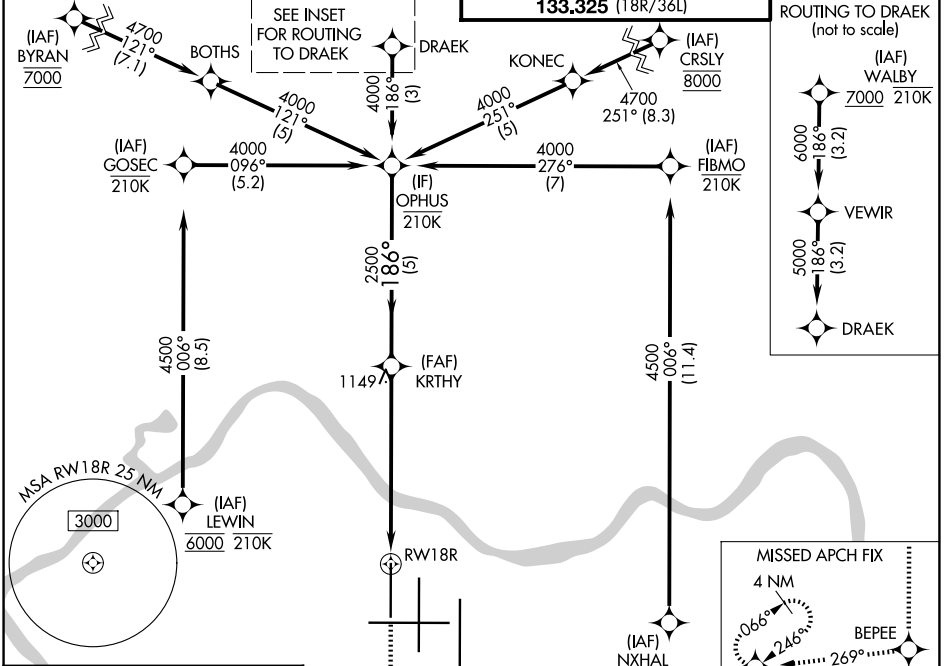 133.325 (18R/36L)
SEE INSET
FOR ROUTING
TO DRAEK
ROUTING TO DRAEK
(not to scale)
(IAF)
BYRAN
7000
4700
121°
(7.1)
BOTHS
4000
121°
(5)
DRAEK
4000
186°
(3)
KONEC
4000
251°
(5)
(IAF)
CRSLY
8000
4700
251° (8.3)
(IAF)
WALBY
7000 210K
6000
186°
(3.2)
VEWIR
5000
186°
(3.2)
DRAEK
(IAF)
GOSEC
210K
4000
096°
(5.2)
(IF)
OPHUS
210K
4000
276°
(7)
(IAF)
FIBMO
210K
2500
186°
(5)
4500
006°
(8.5)
1149
(FAF)
KRTHY
4500
006°
(11.4)
MSA RW18R 25 NM
3000
(IAF)
LEWIN
6000 210K
RW18R
(IAF)
NXHAL
MISSED APCH FIX
4 NM
066°
246°
BEPEE
269°